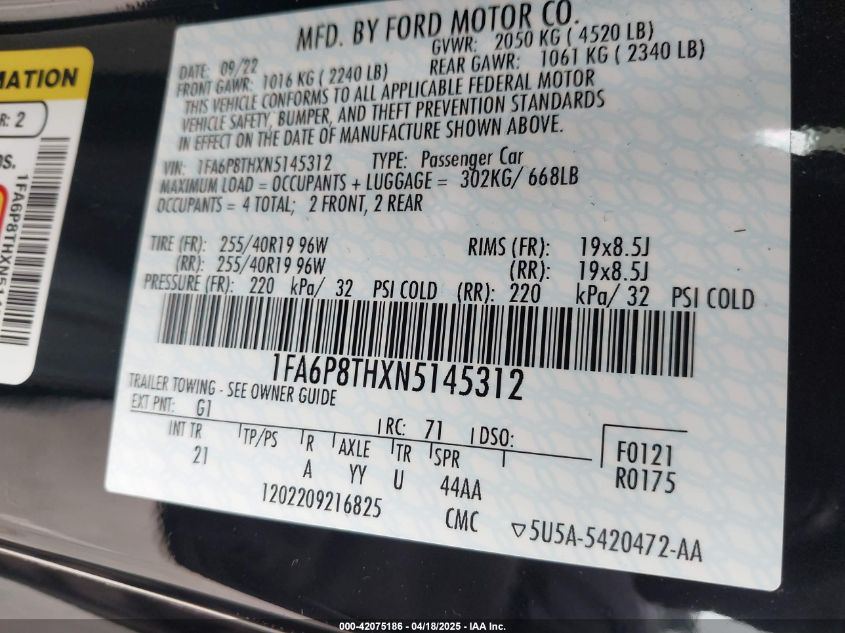 MATION
R: 2
OS.
1FA6P8THXN514
MFD. BY FORD MOTOR CO.
DATE: 09/22 GVWR: 2050 KG ( 4520 LB)
FRONT GAWR: 1016 KG ( 2240 LB) REAR GAWR: 1061 KG ( 2340 LB)
THIS VEHICLE CONFORMS TO ALL APPLICABLE FEDERAL MOTOR
VEHICLE SAFETY, BUMPER, AND THEFT PREVENTION STANDARDS
IN EFFECT ON THE DATE OF MANUFACTURE SHOWN ABOVE.
VIN: 1FA6P8THXN5145312 TYPE: Passenger Car
MAXIMUM LOAD = OCCUPANTS + LUGGAGE = 302KG/ 668LB
OCCUPANTS = 4 TOTAL; 2 FRONT, 2 REAR
TIRE (FR): 255/40R19 96W RIMS (FR): 19x8.5J
(RR): 255/40R19 96W (RR): 19x8.5J
PRESSURE (FR): 220 kPa/ 32 PSI COLD (RR): 220 kPa/ 32 PSI COLD
1FA6P8THXN5145312
TRAILER TOWING - SEE OWNER GUIDE
EXT PNT: G1 RC: 71 DSO:
INT TR TP/PS R AXLE TR SPR F0121
21 A YY U 44AA R0175
1202209216825 CMC ▽5U5A-5420472-AA
000-42075186 - 04/18/2025 - IAA Inc.